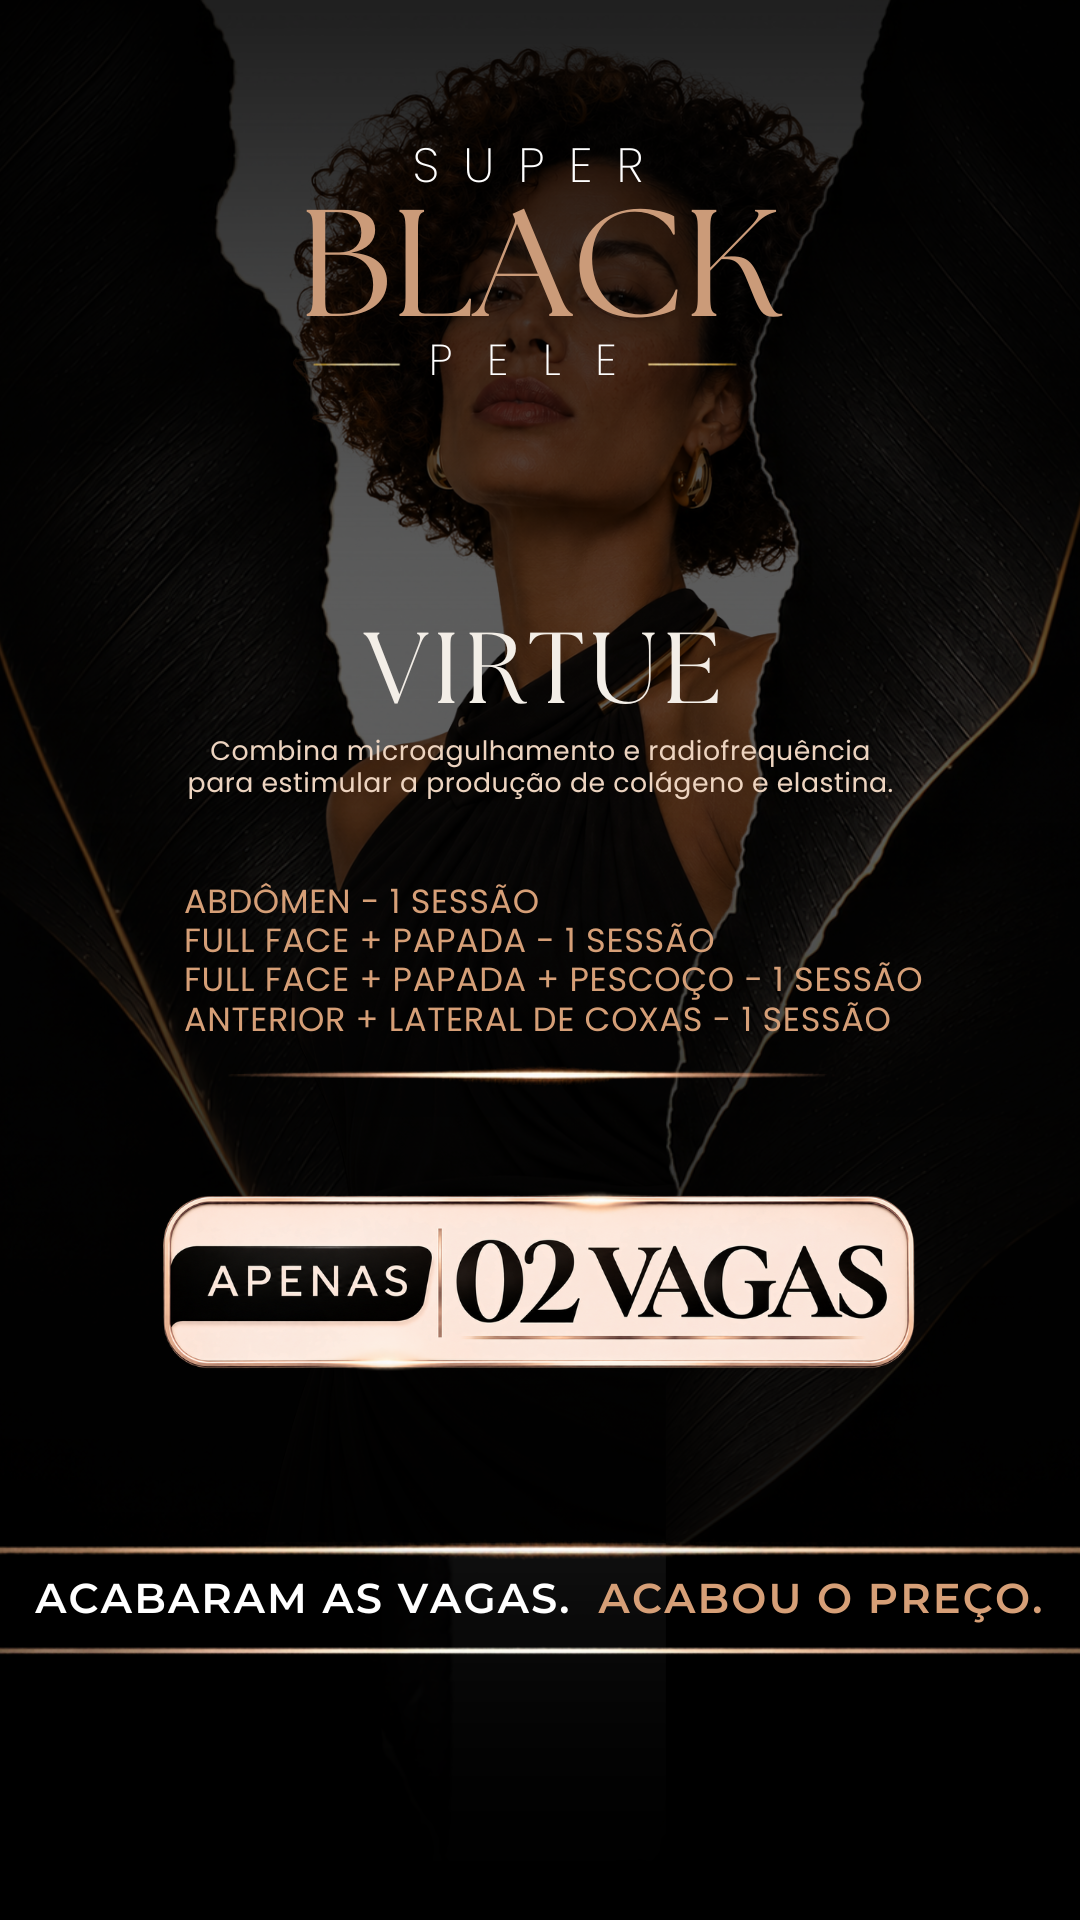 SUPER
BLACK
PELE
VIRTUE
Combina microagulhamento e radiofrequência
para estimular a produção de colágeno e elastina.
ABDÔMEN - 1 SESSÃO
FULL FACE + PAPADA - 1 SESSÃO
FULL FACE + PAPADA + PESCOÇO - 1 SESSÃO
ANTERIOR + LATERAL DE COXAS - 1 SESSÃO
APENAS 02 VAGAS
ACABARAM AS VAGAS. ACABOU O PREÇO.